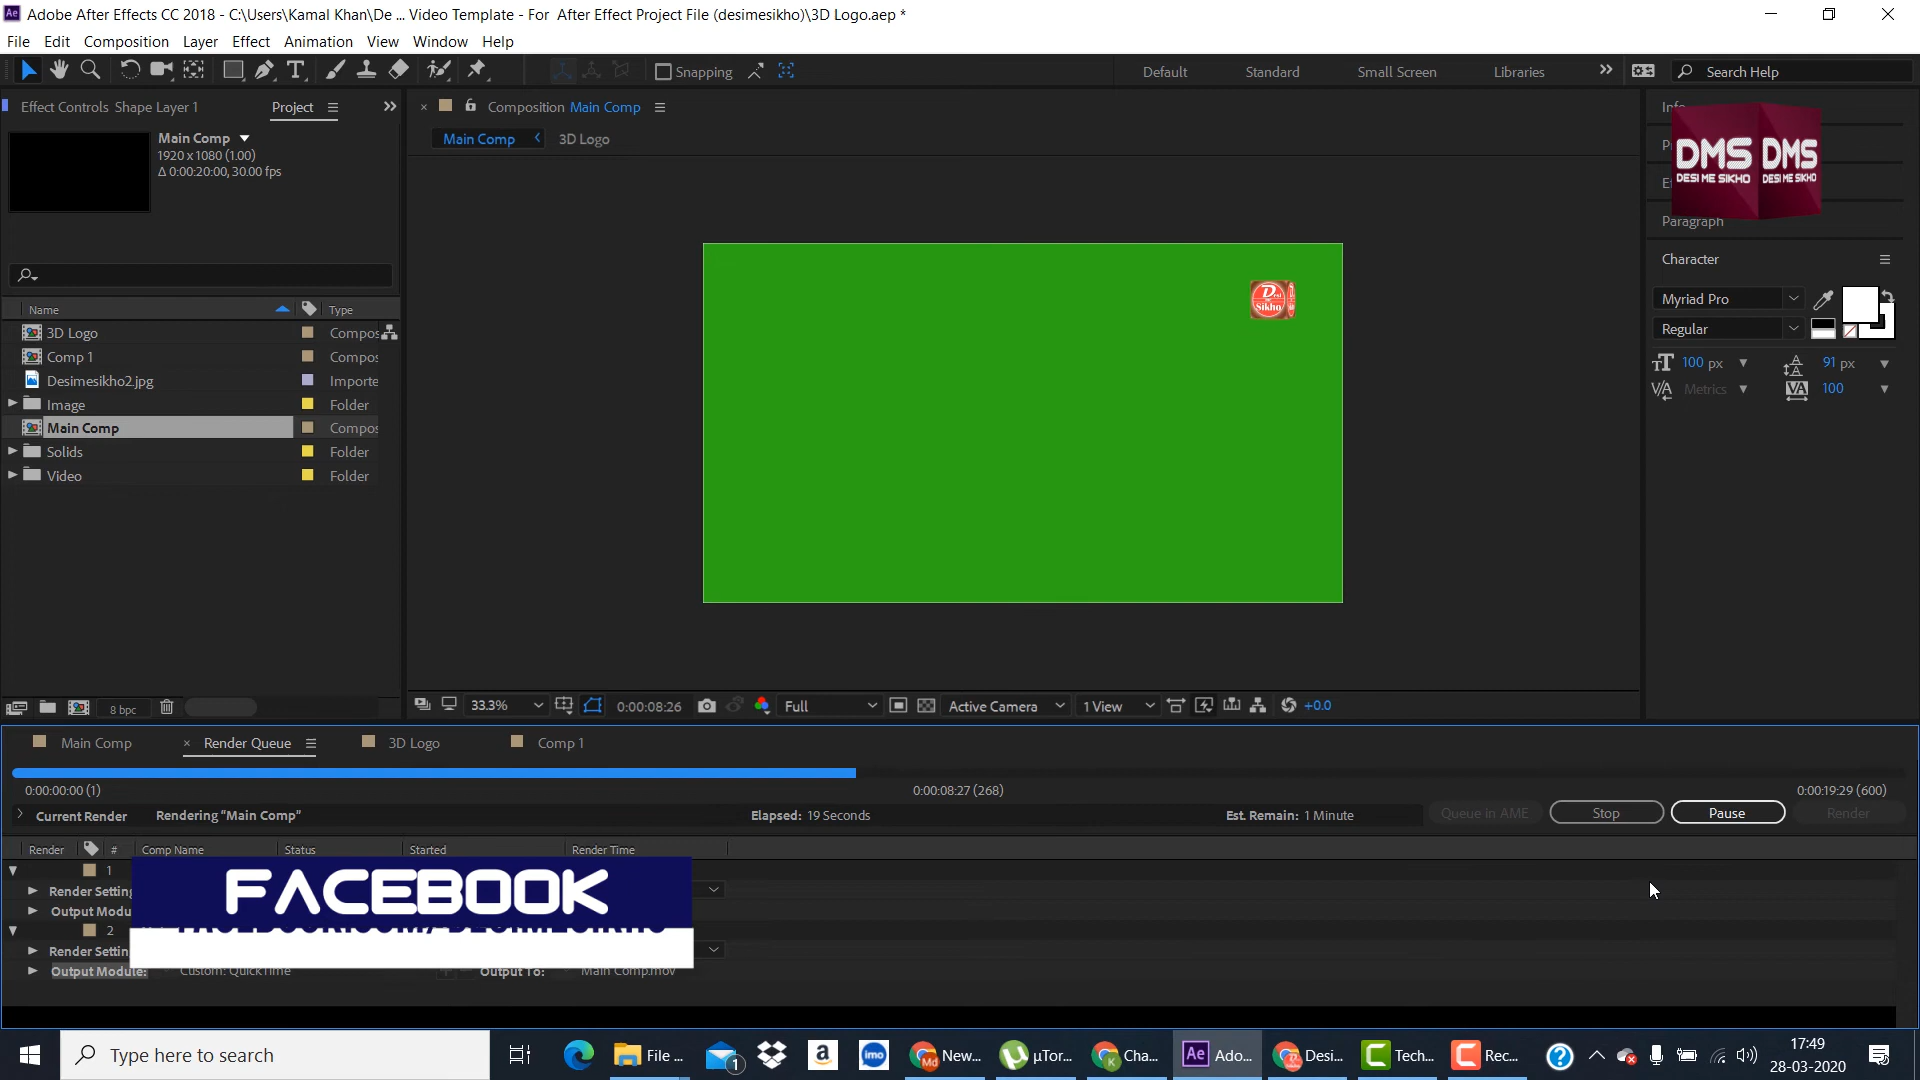 Adobe After Effects CC 2018 - C:\Users\Kamal Khan\De ... Video Template - For After Effect Project File (desimesikho)\3D Logo.aep *
File Edit Composition Layer Effect Animation View Window Help
Snapping Default Standard Small Screen Libraries Search Help
Effect Controls Shape Layer 1 Project
Composition Main Comp
Main Comp
1920 x 1080 (1.00)
Δ 0:00:20:00, 30.00 fps
Main Comp 3D Logo
DMS DMS
DESI ME SIKHO DESI ME SIKHO
Paragraph
Character
Myriad Pro
Regular
100 px 91 px
Metrics 100
Name Type
3D Logo Compos
Comp 1 Compos
Desimesikho2.jpg Importe
Image Folder
Main Comp Compos
Solids Folder
Video Folder
Desi
Sikho
8 bpc
33.3% 0:00:08:26 Full Active Camera 1 View +0.0
Main Comp Render Queue 3D Logo Comp 1
0:00:00:00 (1) 0:00:08:27 (268) 0:00:19:29 (600)
Current Render Rendering "Main Comp" Elapsed: 19 Seconds Est. Remain: 1 Minute Queue in AME Stop Pause Render
Render # Comp Name Status Started Render Time
1
Render Setting
Output Modu
2
Render Settin
Output Module: Custom: QuickTime Output To: Main Comp.mov
FACEBOOK
FACEBOOK.COM/DESIMESIKHO
Type here to search
1
File ... New... μTor... Cha... Ado... Desi... Tech... Rec...
17:49
28-03-2020